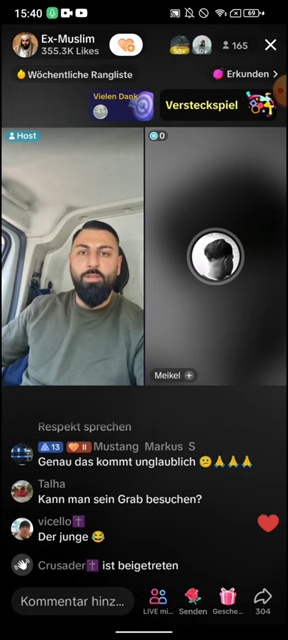 15:40
69
Ex-Muslim
355.3K Likes
165
Wöchentliche Rangliste
Erkunden >
Vielen Dank
Versteckspiel
Host
0
Meikel +
Respekt sprechen
13 II Mustang Markus S
Genau das kommt unglaublich 😕🙏🙏🙏
Talha
Kann man sein Grab besuchen?
vicello✝️
Der junge 😂
Crusader✝️ ist beigetreten
Kommentar hinz...
LIVE mi...
Senden
Gesche...
304